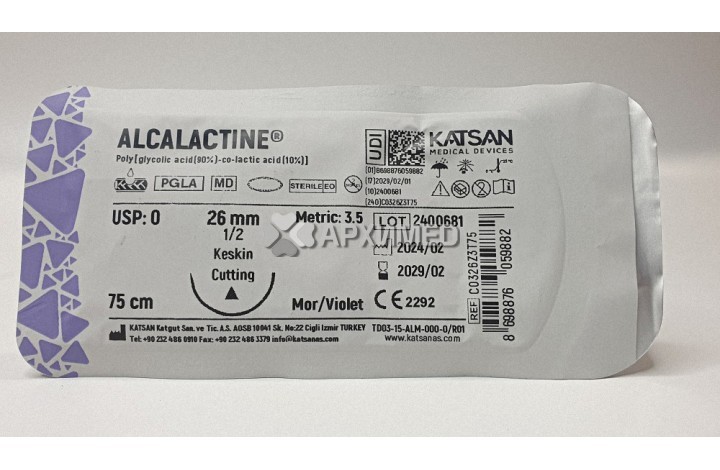 ALCALACTINE®
Poly[glycolic acid(90%)-co-lactic acid(10%)]
PGLA MD STERILE EO
USP: 0
26 mm
1/2
Keskin
Cutting
Metric: 3.5
75 cm
Mor/Violet
UDI
KATSAN
MEDICAL DEVICES
(01)8698876059882
(17)2029/02/01
(10)2400681
(240)C0326Z3T75
LOT 2400681
2024/02
2029/02
CE 2292
REF C0326Z3T75
8 698876 059882
АРХИМЕД
KATSAN Katgut San. ve Tic. A.S. AOSB 10041 Sk. No:22 Cigli Izmir TURKEY
Tel:+90 232 486 0910 Fax:+90 232 486 3379 info@katsanas.com
TD03-15-ALM-000-0/R01
www.katsanas.com